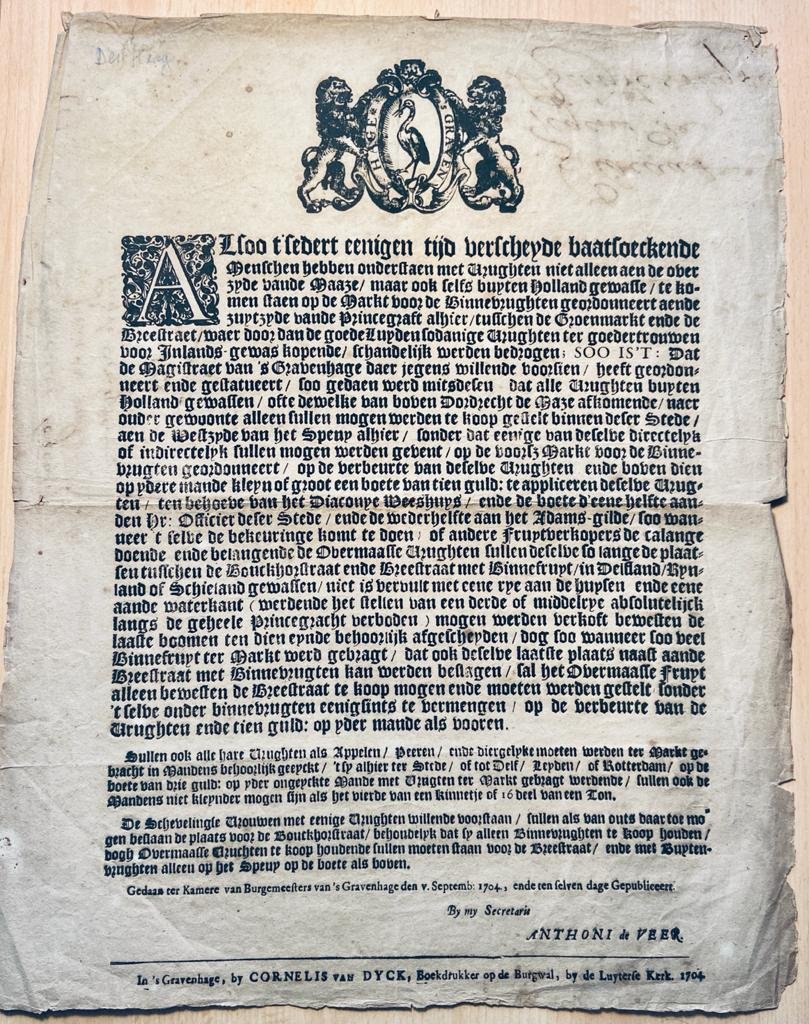 Den Haag
HAGE 'S GRAVEN
ALsoo t'sedert eenigen tijd verscheyde baatsoeckende
Menschen hebben onderstaen met Vrughten niet alleen aen de over
zyde vande Maaze / maar ook selfs buyten Holland gewasse / te ko-
men staen op de Markt voor de Binnevrughten geordonneert aende
zuytzyde vande Princegraft alhier / tusschen de Groenmarkt ende de
Breestraet / waer door dan de goede Luyden sodanige Vrughten ter goedertrouwen
voor Jnlands-gewas kopende / schandelijk werden bedrogen; SOO IS'T: Dat
de Magistraet van 's Gravenhage daer jegens willende voorsien / heeft geordon-
neert ende gestatueert / soo gedaen werd mitsdesen dat alle Vrughten buyten
Holland gewassen / ofte dewelke van boven Dordrecht de Maze afkomende / naer
ouder gewoonte alleen sullen mogen werden te koop gestelt binnen deser Stede /
aen de Westzyde van het Speuy alhier / sonder dat eenige van deselve directelyk
of indirectelyk sullen mogen werden gevent / op de voorsz Markt voor de Binne-
vrugten geordonneert / op de verbeurte van deselve Vrughten ende boven dien
op ydere mande kleyn of groot een boete van tien guld: te appliceren deselve Vrug-
ten / ten behoeve van het Diaconye Weeshuys / ende de boete d'eene helfte aan-
den Hr: Officier deser Stede / ende de wederhelfte aan het Adams-gilde / soo wan-
neer 't selve de bekeuringe komt te doen / of andere Fruytverkopers de calange
doende ende belangende de Overmaasse Vrughten sullen deselve so lange de plaat-
sen tusschen de Bouckhorstraat ende Breestraat met Binnefruyt / in Delfland / Ryn-
land of Schieland gewassen / niet is vervult met eene rye aan de huysen ende eene
aande waterkant ( werdende het stellen van een derde of middelrye absolutelijck
langs de geheele Princegracht verboden ) mogen werden verkoft bewesten de
laaste boomen ten dien eynde behoorlijk afgescheyden / dog soo wanneer soo veel
Binnefruyt ter Markt werd gebragt / dat ook deselve laatste plaats naast aande
Breestraat met Binnevrugten kan werden beslagen / sal het Overmaasse Fruyt
alleen bewesten de Breestraat te koop mogen ende moeten werden gestelt sonder
't selve onder binnevrugten eenigsints te vermengen / op de verbeurte van de
Vrughten ende tien guld: op yder mande als vooren.
Sullen ook alle hare Vrughten als Appelen / Peeren / ende diergelyke moeten werden ter Markt ge-
bracht in Mandens behoorlijk geeyckt / 't sy alhier ter Stede / of tot Delf / Leyden / of Rotterdam / op de
boete van drie guld: op yder ongeyckte Mande met Vrugten ter Markt gebragt werdende / sullen ook de
Mandens niet kleynder mogen sijn als het vierde van een kinnetje of 16 deel van een Ton.
De Schevelingse Vrouwen met eenige Vrughten willende voorstaan / sullen als van outs daar toe mo-
gen beslaan de plaats voor de Bouckhorstraat / behoudelyk dat sy alleen Binnevrughten te koop houden /
dogh Overmaasse Vruchten te koop houdende sullen moeten staan voor de Breestraat / ende met Buyten-
vrughten alleen op het Speuy op de boete als boven.
Gedaan ter Kamere van Burgemeesters van 's Gravenhage den v. Septemb: 1704, ende ten selven dage Gepubliceert.
By my Secretaris
ANTHONI de VEER.
In 's Gravenhage, by CORNELIS VAN DYCK, Boekdrukker op de Burgwal, by de Luyterse Kerk. 1704